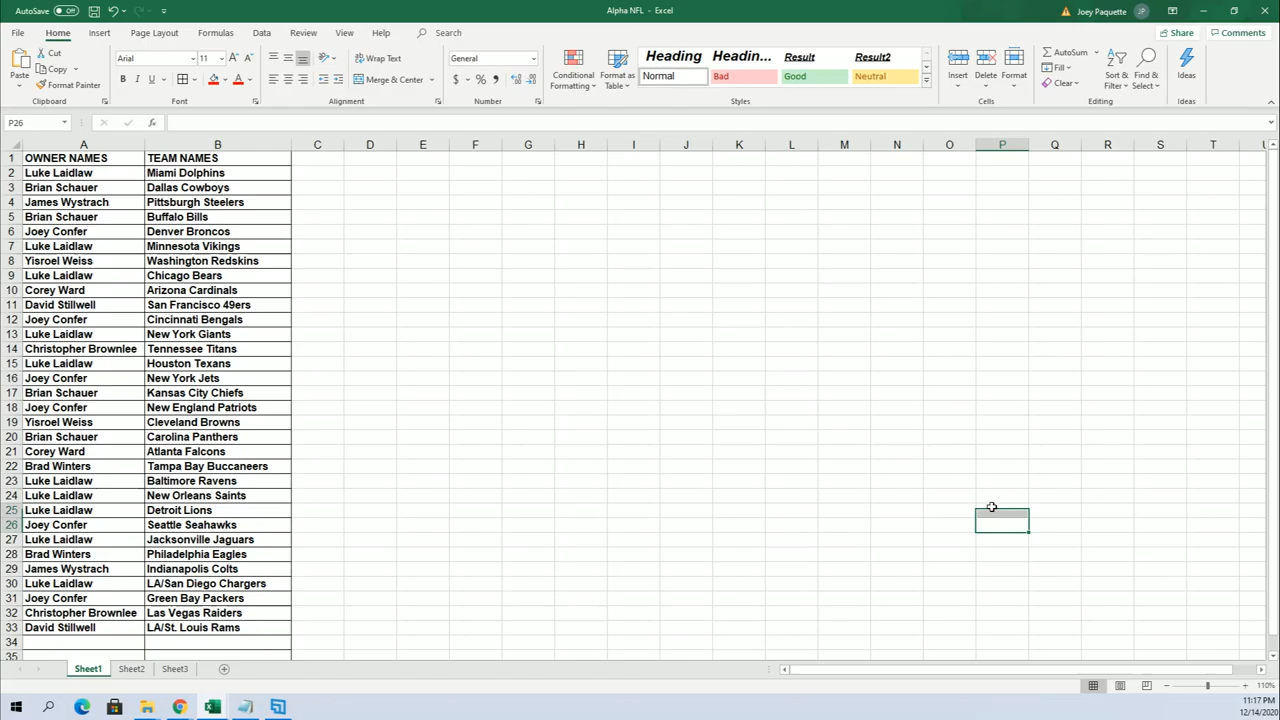 AutoSave Off
Alpha NFL - Excel
Joey Paquette JP
File Home Insert Page Layout Formulas Data Review View Help Search Share Comments
Paste Cut Copy Format Painter Clipboard
Arial 11 A A B I U A Font
Wrap Text Merge & Center Alignment
General $ % , Number
Conditional Formatting Format as Table
Heading Headin... Result Result2
Normal Bad Good Neutral
Styles
Insert Delete Format Cells
AutoSum Fill Clear Sort & Filter Find & Select Editing
Ideas Ideas
P26 fx
A B C D E F G H I J K L M N O P Q R S T U
1 OWNER NAMES TEAM NAMES
2 Luke Laidlaw Miami Dolphins
3 Brian Schauer Dallas Cowboys
4 James Wystrach Pittsburgh Steelers
5 Brian Schauer Buffalo Bills
6 Joey Confer Denver Broncos
7 Luke Laidlaw Minnesota Vikings
8 Yisroel Weiss Washington Redskins
9 Luke Laidlaw Chicago Bears
10 Corey Ward Arizona Cardinals
11 David Stillwell San Francisco 49ers
12 Joey Confer Cincinnati Bengals
13 Luke Laidlaw New York Giants
14 Christopher Brownlee Tennessee Titans
15 Luke Laidlaw Houston Texans
16 Joey Confer New York Jets
17 Brian Schauer Kansas City Chiefs
18 Joey Confer New England Patriots
19 Yisroel Weiss Cleveland Browns
20 Brian Schauer Carolina Panthers
21 Corey Ward Atlanta Falcons
22 Brad Winters Tampa Bay Buccaneers
23 Luke Laidlaw Baltimore Ravens
24 Luke Laidlaw New Orleans Saints
25 Luke Laidlaw Detroit Lions
26 Joey Confer Seattle Seahawks
27 Luke Laidlaw Jacksonville Jaguars
28 Brad Winters Philadelphia Eagles
29 James Wystrach Indianapolis Colts
30 Luke Laidlaw LA/San Diego Chargers
31 Joey Confer Green Bay Packers
32 Christopher Brownlee Las Vegas Raiders
33 David Stillwell LA/St. Louis Rams
34
35
Sheet1 Sheet2 Sheet3
110%
11:17 PM
12/14/2020